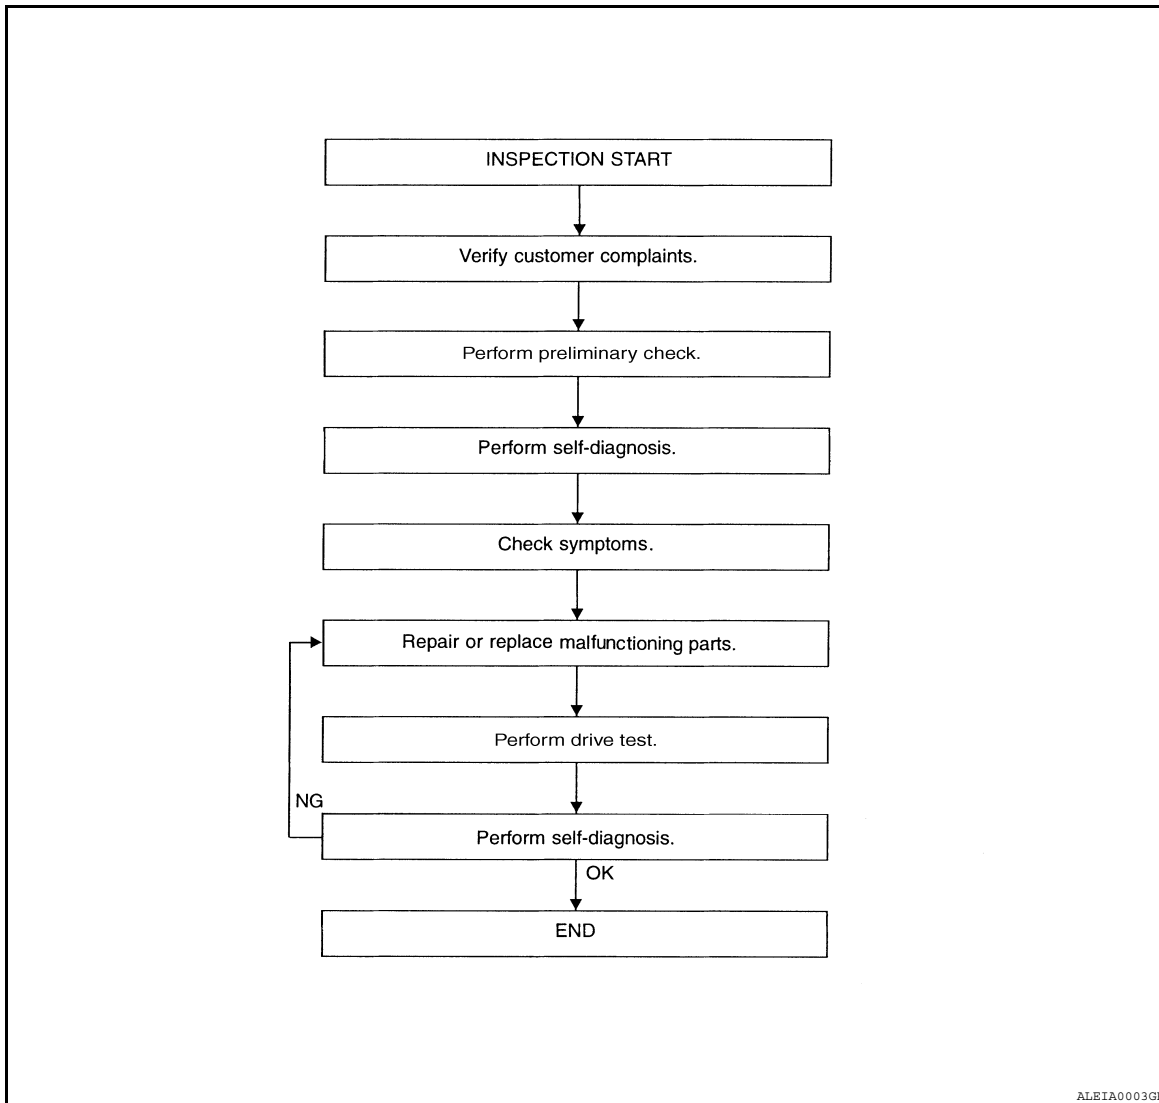 INSPECTION START
Verify customer complaints.
Perform preliminary check.
Perform self-diagnosis.
Check symptoms.
Repair or replace malfunctioning parts.
Perform drive test.
NG
Perform self-diagnosis.
OK
END